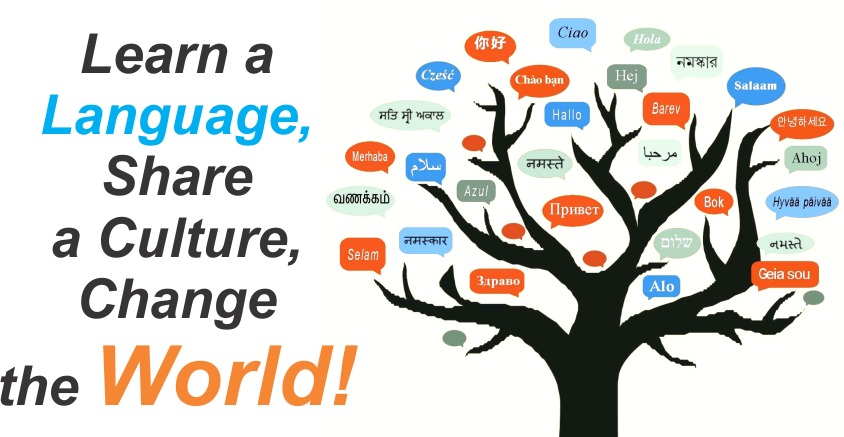 Learn a
Language,
Share
a Culture,
Change
the World!
Ciao
Hola
你好
नमस्कार
Cześć
Chào bạn
Hej
Salaam
ਸਤਿ ਸ੍ਰੀ ਅਕਾਲ
Hallo
Barev
안녕하세요
Merhaba
سلام
नमस्ते
مرحبا
Ahoj
வணக்கம்
Azul
Привет
Bok
Hyvää päivää
नमस्कार
שלום
નમસ્તે
Selam
Здраво
Alo
Geia sou